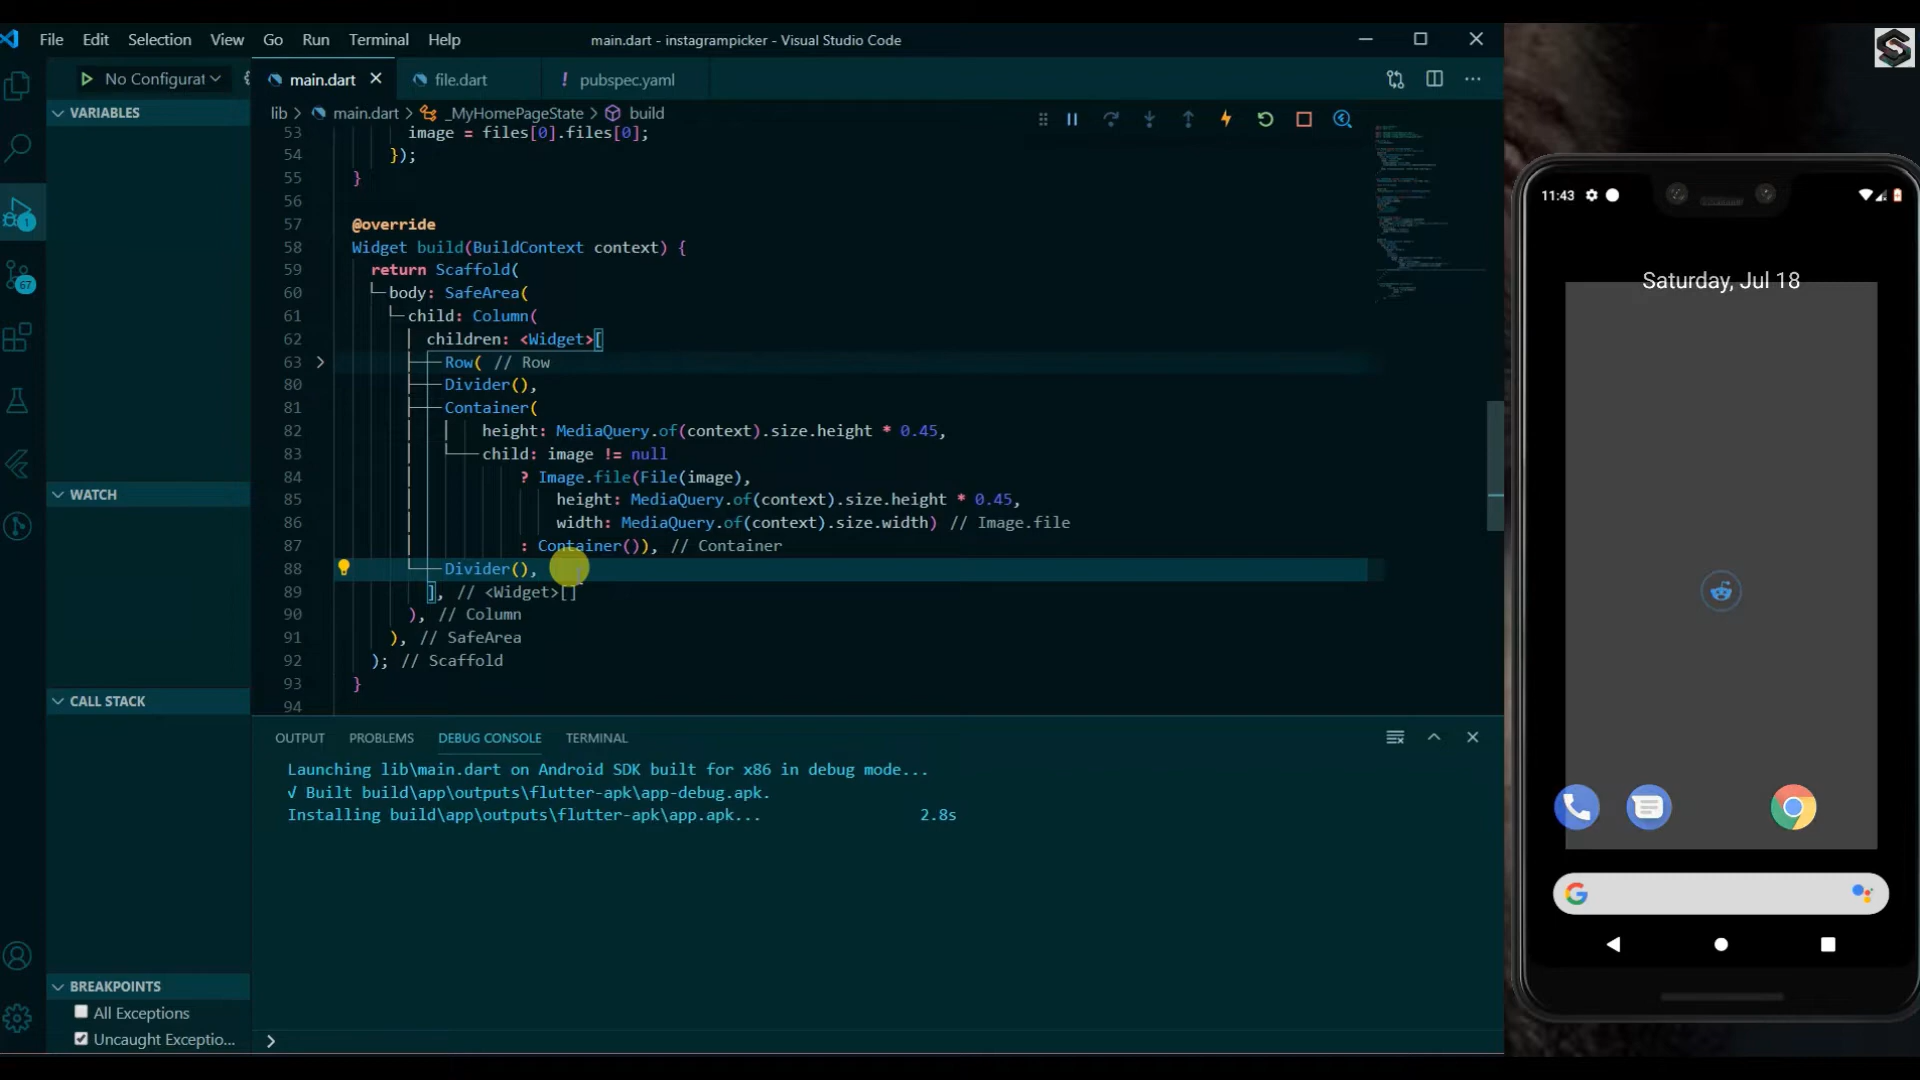 File Edit Selection View Go Run Terminal Help
main.dart - instagrampicker - Visual Studio Code
No Configurat
main.dart
file.dart
! pubspec.yaml
VARIABLES
lib > main.dart > _MyHomePageState > build
53 image = files[0].files[0];
54 });
55 }
56
57 @override
58 Widget build(BuildContext context) {
59 return Scaffold(
60 body: SafeArea(
61 child: Column(
62 children: <Widget>[
63 Row( // Row
80 Divider(),
81 Container(
82 height: MediaQuery.of(context).size.height * 0.45,
83 child: image != null
84 ? Image.file(File(image),
85 height: MediaQuery.of(context).size.height * 0.45,
86 width: MediaQuery.of(context).size.width) // Image.file
87 : Container()), // Container
88 Divider(),
89 ], // <Widget>[]
90 ), // Column
91 ), // SafeArea
92 ); // Scaffold
93 }
94
1
67
WATCH
CALL STACK
BREAKPOINTS
All Exceptions
Uncaught Exceptio...
OUTPUT PROBLEMS DEBUG CONSOLE TERMINAL
Launching lib\main.dart on Android SDK built for x86 in debug mode...
√ Built build\app\outputs\flutter-apk\app-debug.apk.
Installing build\app\outputs\flutter-apk\app.apk... 2.8s
11:43
Saturday, Jul 18